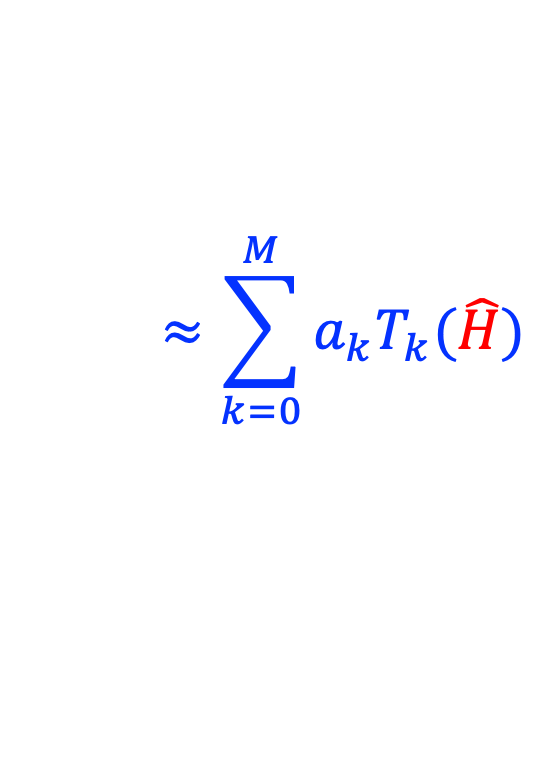 ≈ ∑_{k=0}^{M} a_k T_k(Ĥ)